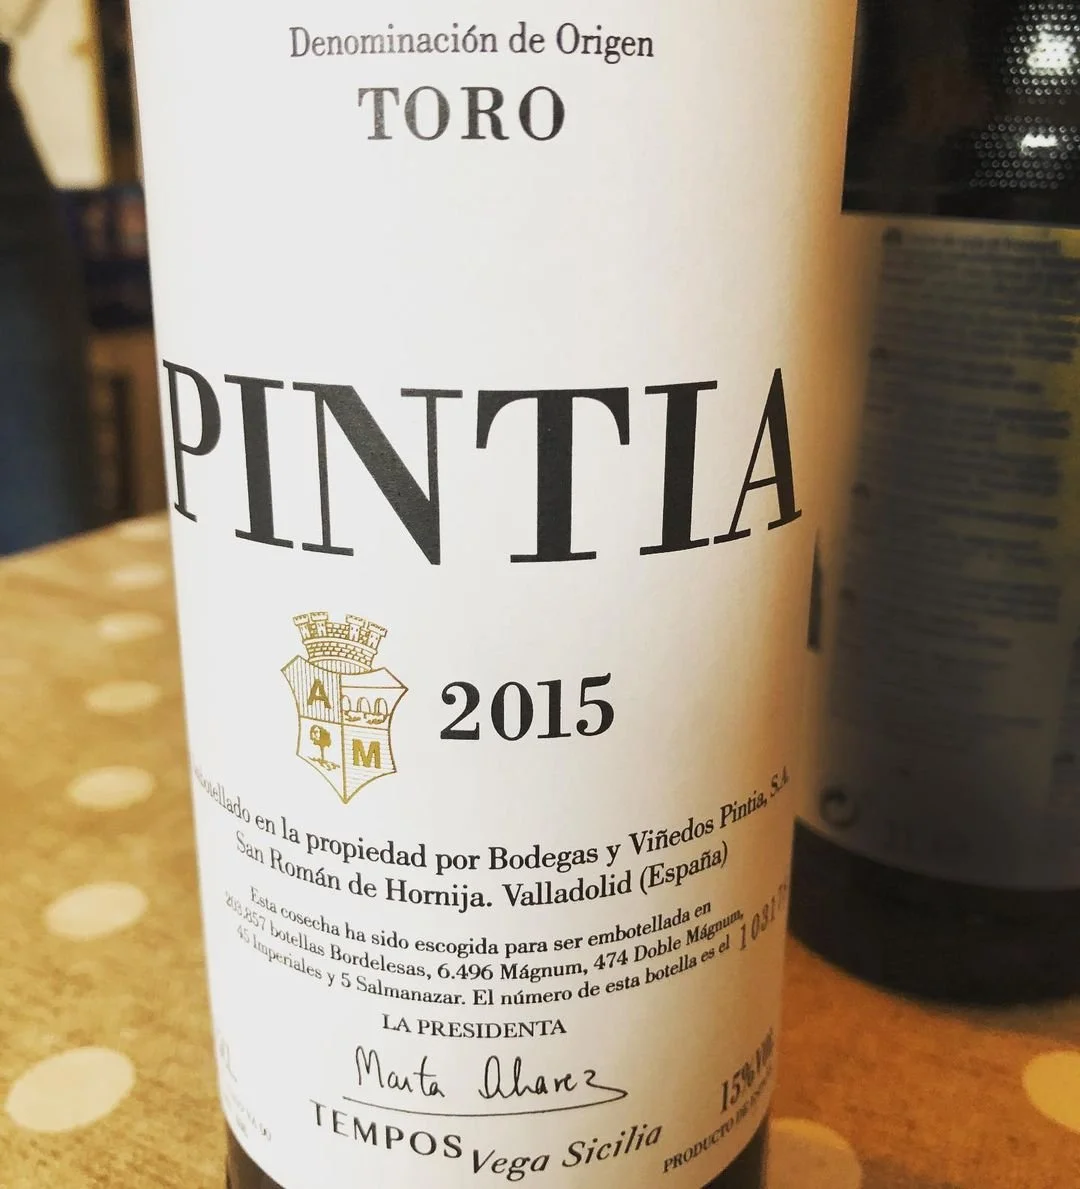 Denominación de Origen
TORO
PINTIA
A
M
2015
Embotellado en la propiedad por Bodegas y Viñedos Pintia, S.A.
San Román de Hornija. Valladolid (España)
Esta cosecha ha sido escogida para ser embotellada en
203.857 botellas Bordelesas, 6.496 Mágnum, 474 Doble Mágnum,
45 Imperiales y 5 Salmanazar. El número de esta botella es el
LA PRESIDENTA
Marta Álvarez
15% Vol
TEMPOS Vega Sicilia
PRODUCTO DE